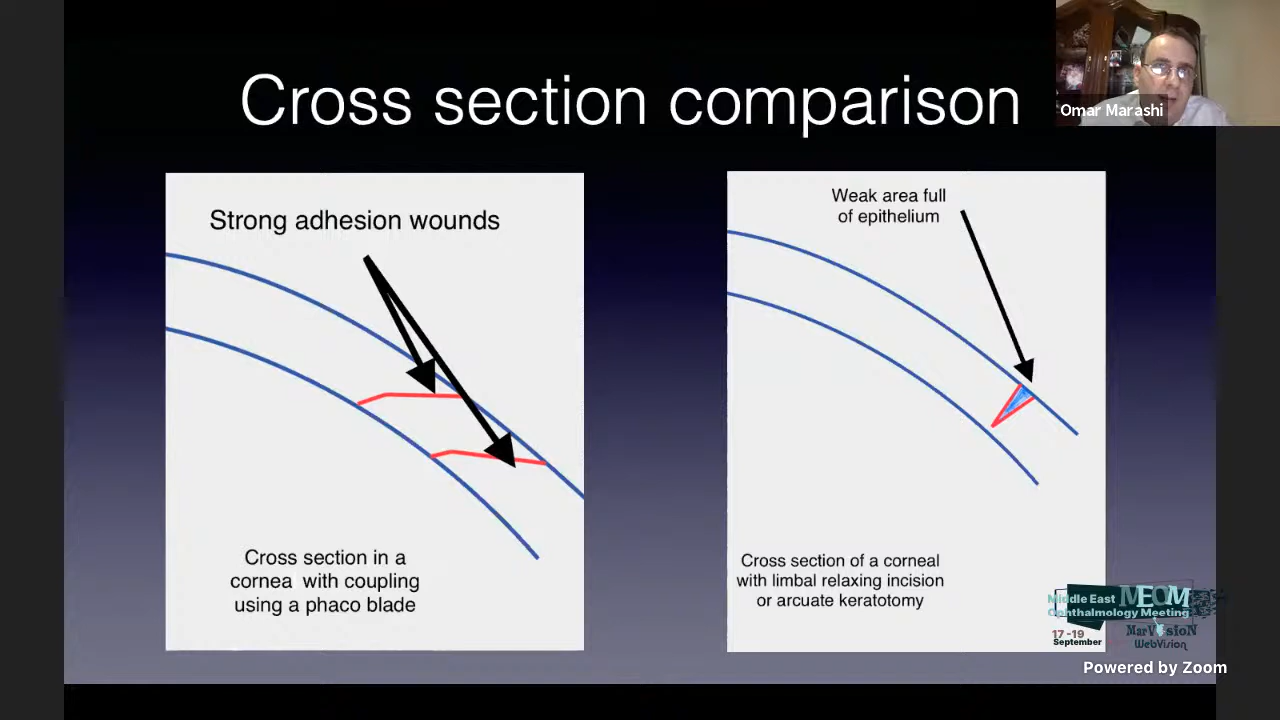 Cross section comparison
Omar Marashi
Strong adhesion wounds
Cross section in a
cornea with coupling
using a phaco blade
Weak area full
of epithelium
Cross section of a corneal
with limbal relaxing incision
or arcuate keratotomy
Middle East
Ophthalmology Meeting
MEOM
17-19
September
MarVision
WebVision
Powered by Zoom